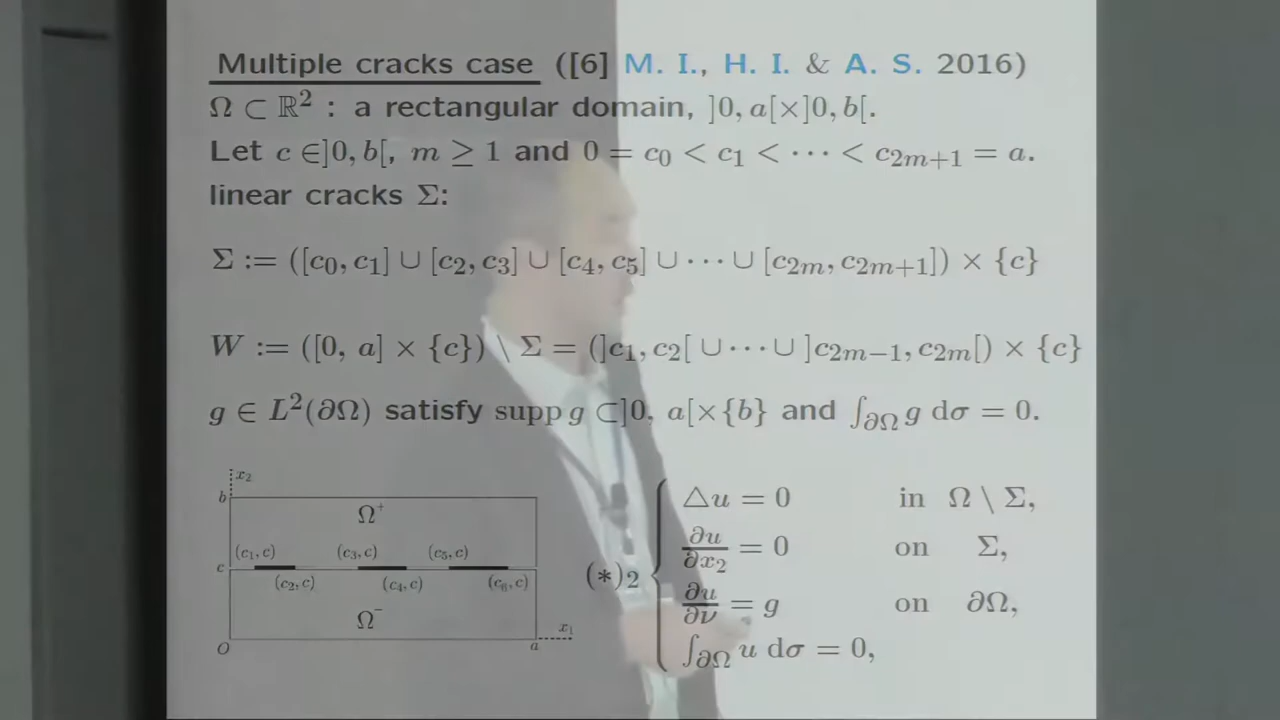 Multiple cracks case ([6] M. I., H. I. & A. S. 2016)
Ω ⊂ ℝ² : a rectangular domain, ]0, a[×]0, b[.
Let c ∈]0, b[, m ≥ 1 and 0 = c₀ < c₁ < ⋯ < c₂ₘ₊₁ = a.
linear cracks Σ:
Σ := ([c₀, c₁] ∪ [c₂, c₃] ∪ [c₄, c₅] ∪ ⋯ ∪ [c₂ₘ, c₂ₘ₊₁]) × {c}
W := ([0, a] × {c}) \ Σ = (]c₁, c₂[ ∪ ⋯ ∪ ]c₂ₘ₋₁, c₂ₘ[) × {c}
g ∈ L²(∂Ω) satisfy supp g ⊂]0, a[×{b} and ∫_∂Ω g dσ = 0.
x₂
b
Ω⁺
(c₁, c) (c₃, c) (c₅, c)
c
(c₂, c) (c₄, c) (c₆, c)
Ω⁻
x₁
O a
(*)₂
△u = 0 in Ω \ Σ,
∂u/∂x₂ = 0 on Σ,
∂u/∂ν = g on ∂Ω,
∫_∂Ω u dσ = 0,